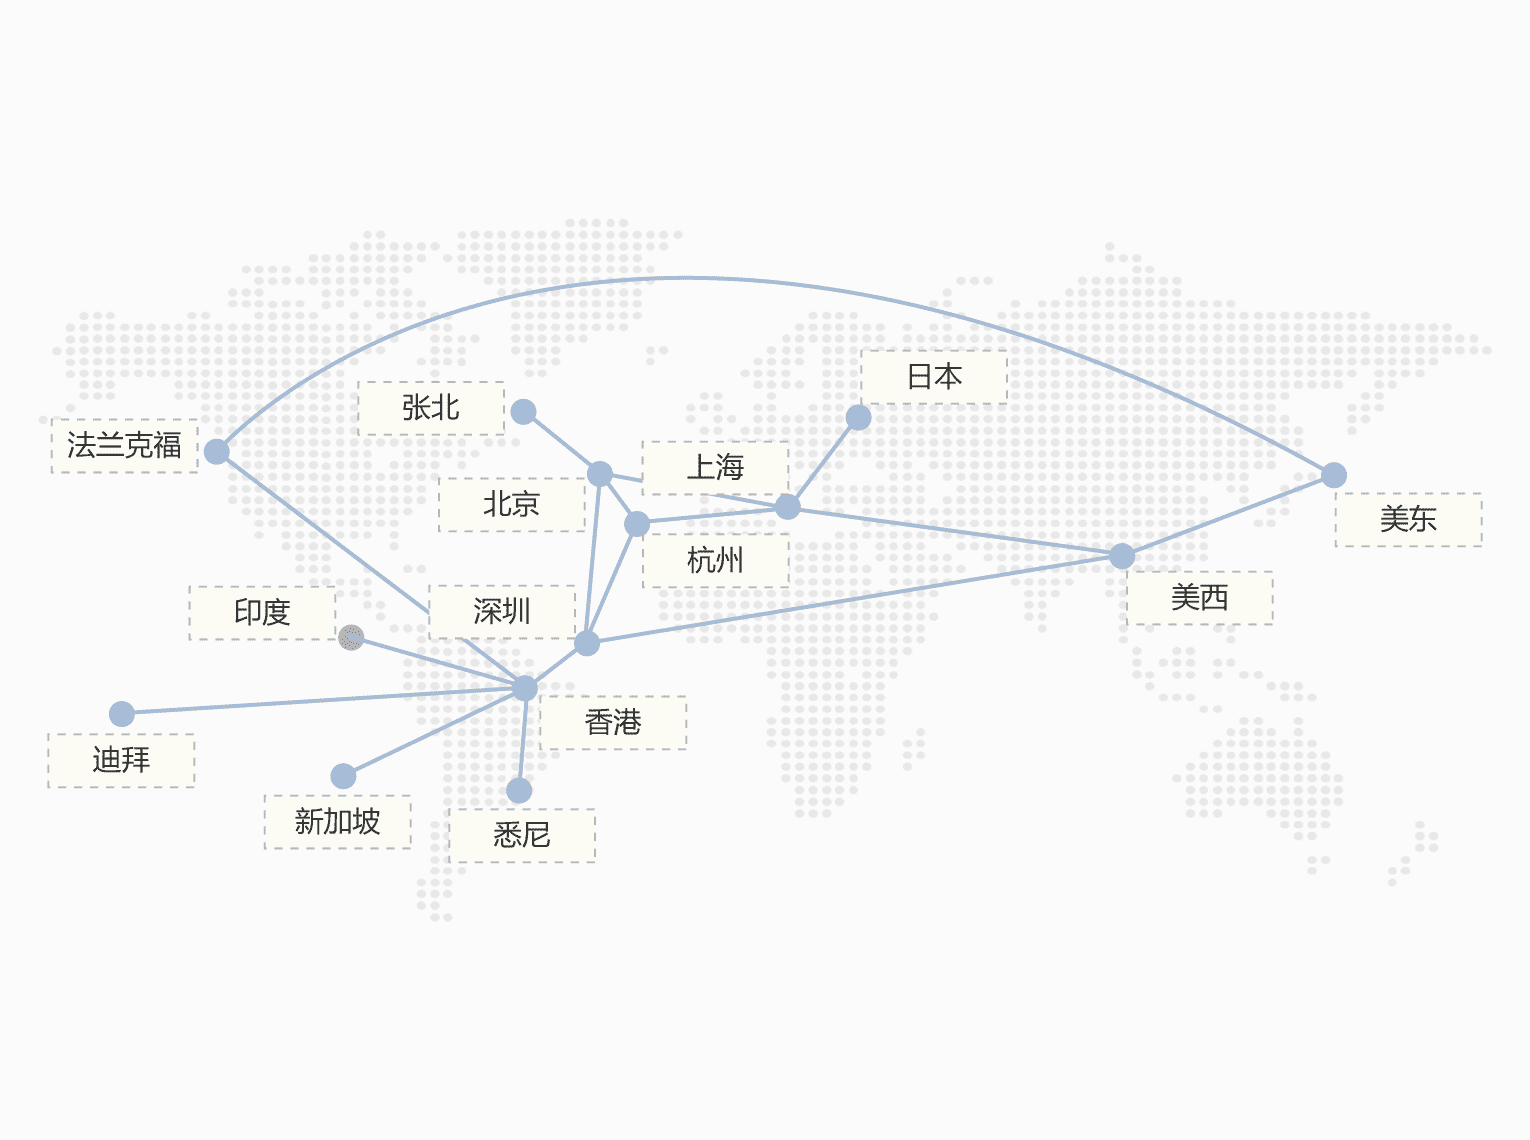 日本
张北
法兰克福
上海
北京
美东
杭州
美西
印度
深圳
香港
迪拜
新加坡
悉尼